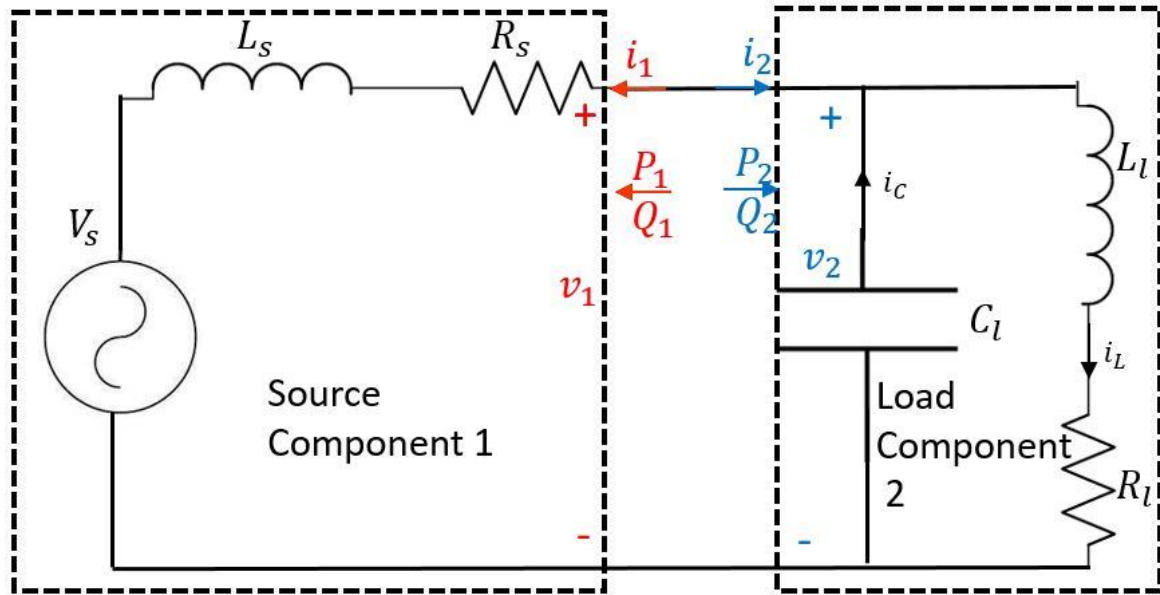 L_s
R_s
i_1
i_2
+
+
L_l
P_1
Q_1
P_2
Q_2
i_C
V_s
v_1
v_2
C_l
i_L
Source
Component 1
Load
Component
2
R_l
-
-